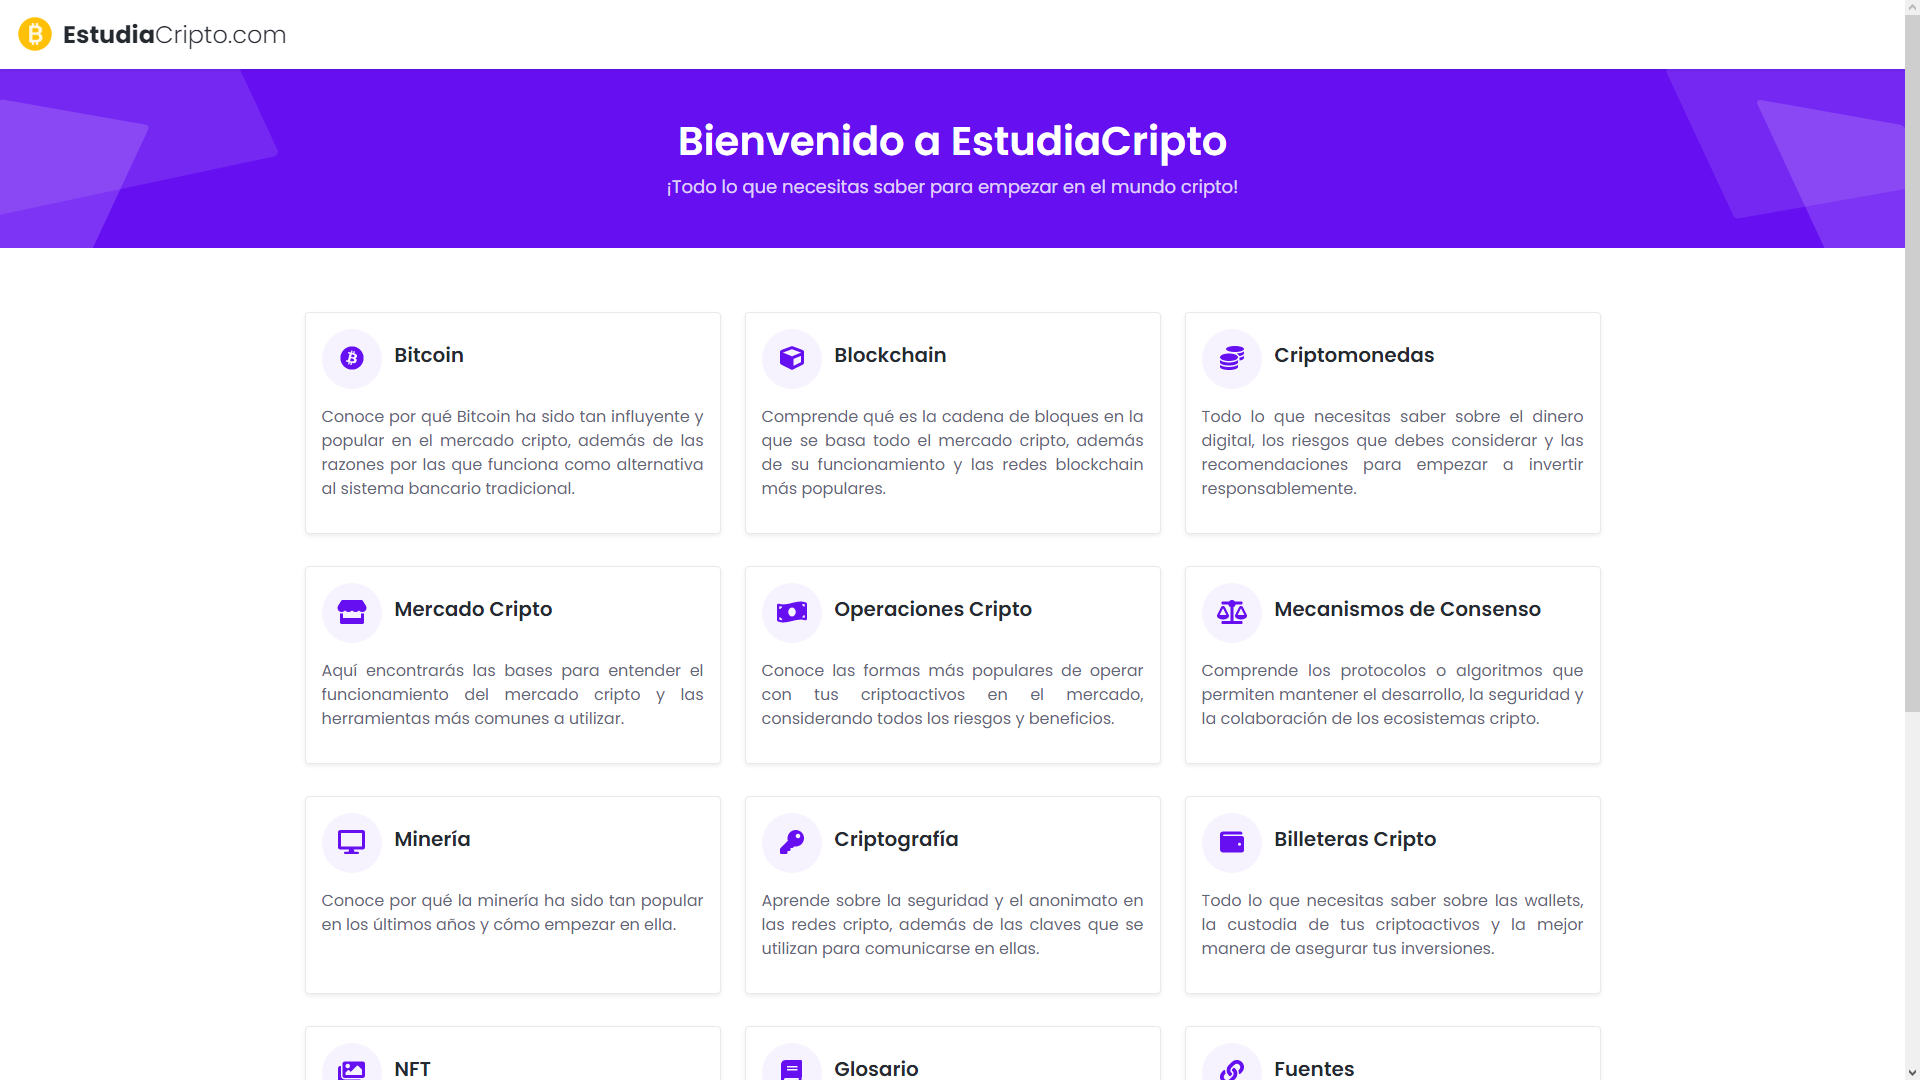 EstudiaCripto.com
Bienvenido a EstudiaCripto
¡Todo lo que necesitas saber para empezar en el mundo cripto!
Bitcoin
Conoce por qué Bitcoin ha sido tan influyente y
popular en el mercado cripto, además de las
razones por las que funciona como alternativa
al sistema bancario tradicional.
Blockchain
Comprende qué es la cadena de bloques en la
que se basa todo el mercado cripto, además
de su funcionamiento y las redes blockchain
más populares.
Criptomonedas
Todo lo que necesitas saber sobre el dinero
digital, los riesgos que debes considerar y las
recomendaciones para empezar a invertir
responsablemente.
Mercado Cripto
Aquí encontrarás las bases para entender el
funcionamiento del mercado cripto y las
herramientas más comunes a utilizar.
Operaciones Cripto
Conoce las formas más populares de operar
con tus criptoactivos en el mercado,
considerando todos los riesgos y beneficios.
Mecanismos de Consenso
Comprende los protocolos o algoritmos que
permiten mantener el desarrollo, la seguridad y
la colaboración de los ecosistemas cripto.
Minería
Conoce por qué la minería ha sido tan popular
en los últimos años y cómo empezar en ella.
Criptografía
Aprende sobre la seguridad y el anonimato en
las redes cripto, además de las claves que se
utilizan para comunicarse en ellas.
Billeteras Cripto
Todo lo que necesitas saber sobre las wallets,
la custodia de tus criptoactivos y la mejor
manera de asegurar tus inversiones.
NFT
Glosario
Fuentes